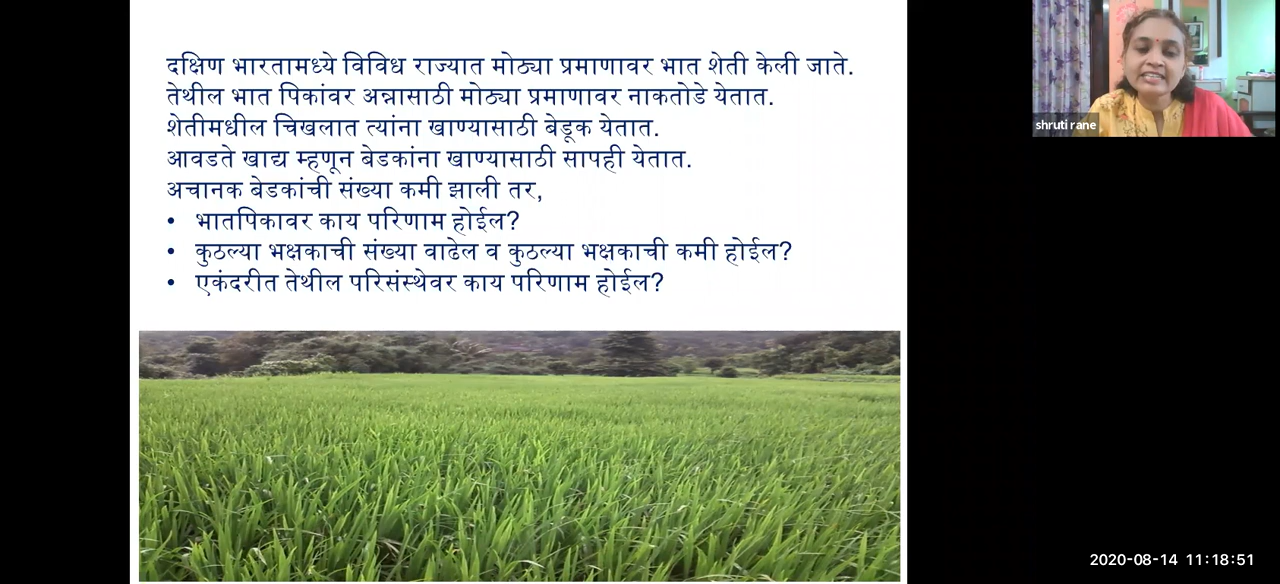 दक्षिण भारतामध्ये विविध राज्यात मोठ्या प्रमाणावर भात शेती केली जाते.
तेथील भात पिकांवर अन्नासाठी मोठ्या प्रमाणावर नाकतोडे येतात.
शेतीमधील चिखलात त्यांना खाण्यासाठी बेडूक येतात.
आवडते खाद्य म्हणून बेडकांना खाण्यासाठी सापही येतात.
अचानक बेडकांची संख्या कमी झाली तर,
• भातपिकावर काय परिणाम होईल?
• कुठल्या भक्षकाची संख्या वाढेल व कुठल्या भक्षकाची कमी होईल?
• एकंदरीत तेथील परिसंस्थेवर काय परिणाम होईल?
shruti rane
2020-08-14 11:18:51